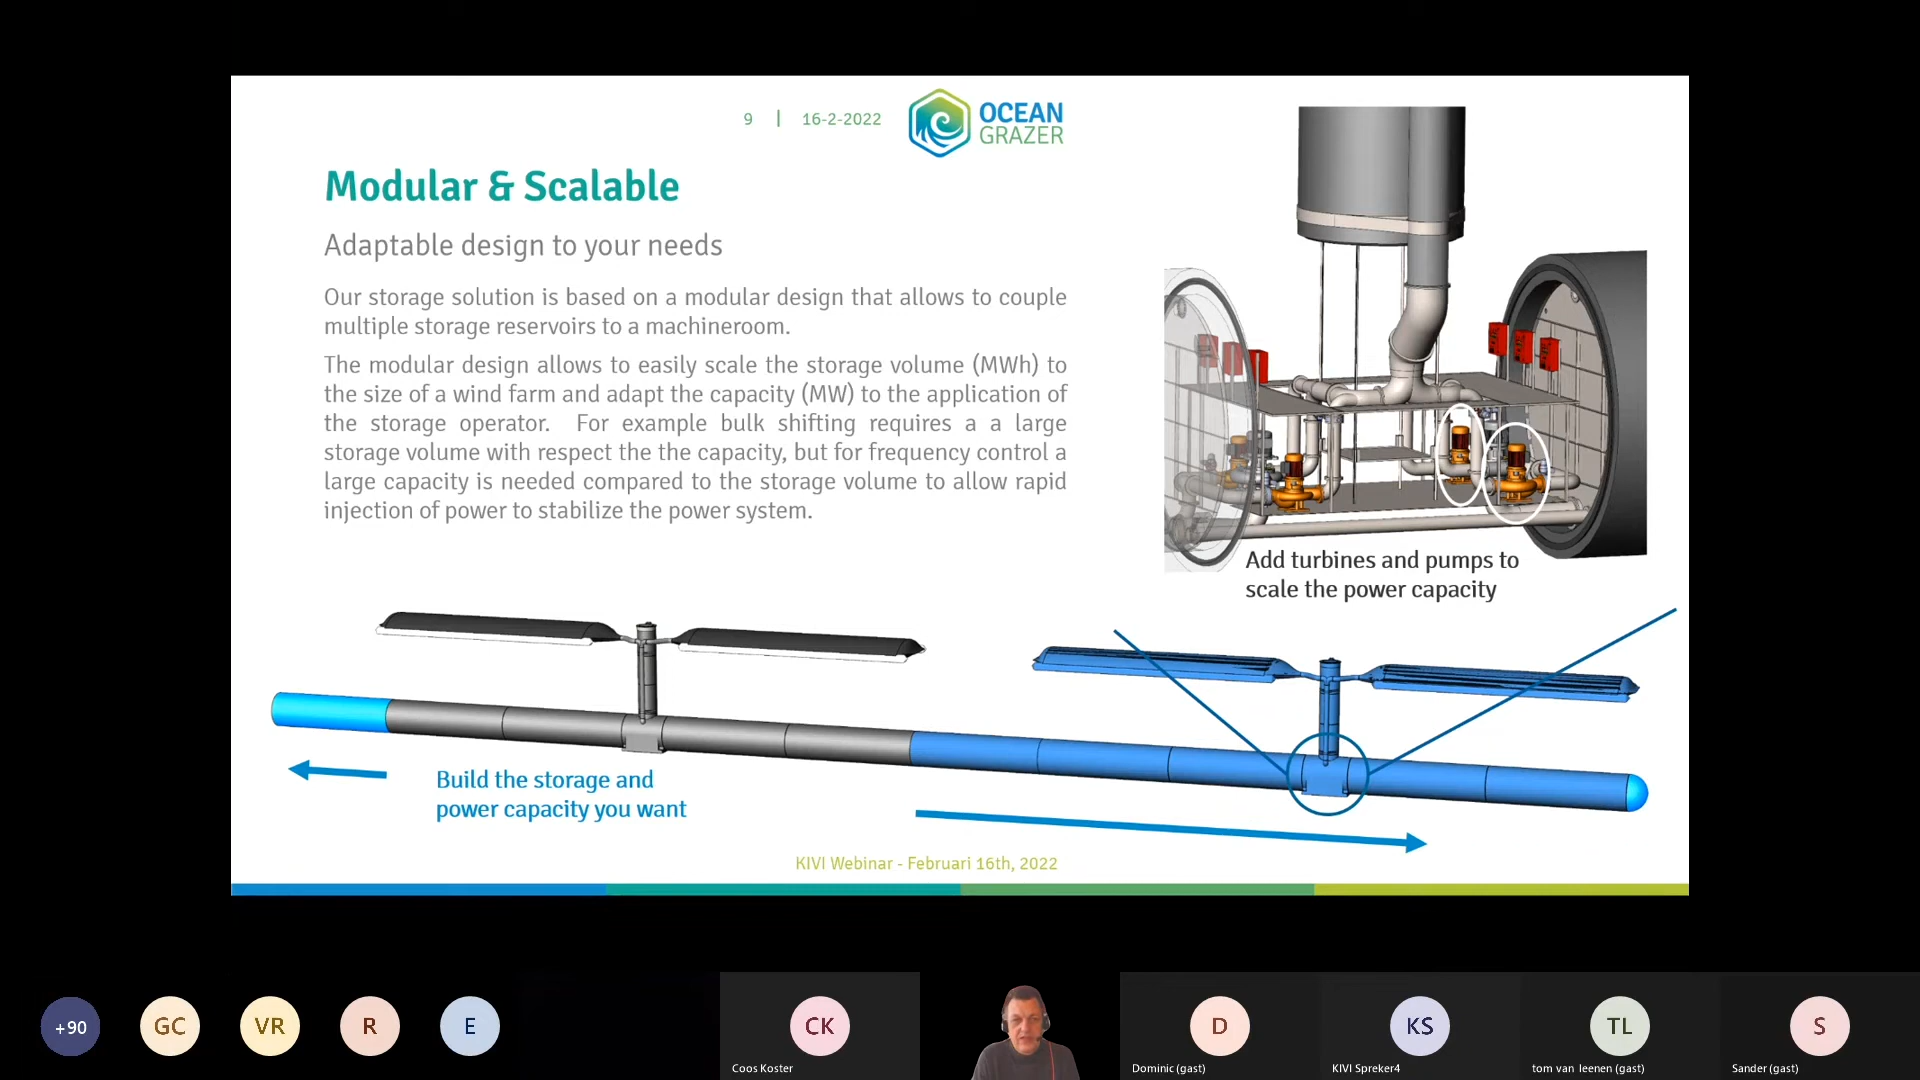 9 | 16-2-2022
OCEAN
GRAZER
Modular & Scalable
Adaptable design to your needs
Our storage solution is based on a modular design that allows to couple
multiple storage reservoirs to a machineroom.
The modular design allows to easily scale the storage volume (MWh) to
the size of a wind farm and adapt the capacity (MW) to the application of
the storage operator. For example bulk shifting requires a a large
storage volume with respect the the capacity, but for frequency control a
large capacity is needed compared to the storage volume to allow rapid
injection of power to stabilize the power system.
Add turbines and pumps to
scale the power capacity
Build the storage and
power capacity you want
KIVI Webinar - Februari 16th, 2022
+90
GC
VR
R
E
CK
Coos Koster
D
Dominic (gast)
KS
KIVI Spreker4
TL
tom van leenen (gast)
S
Sander (gast)